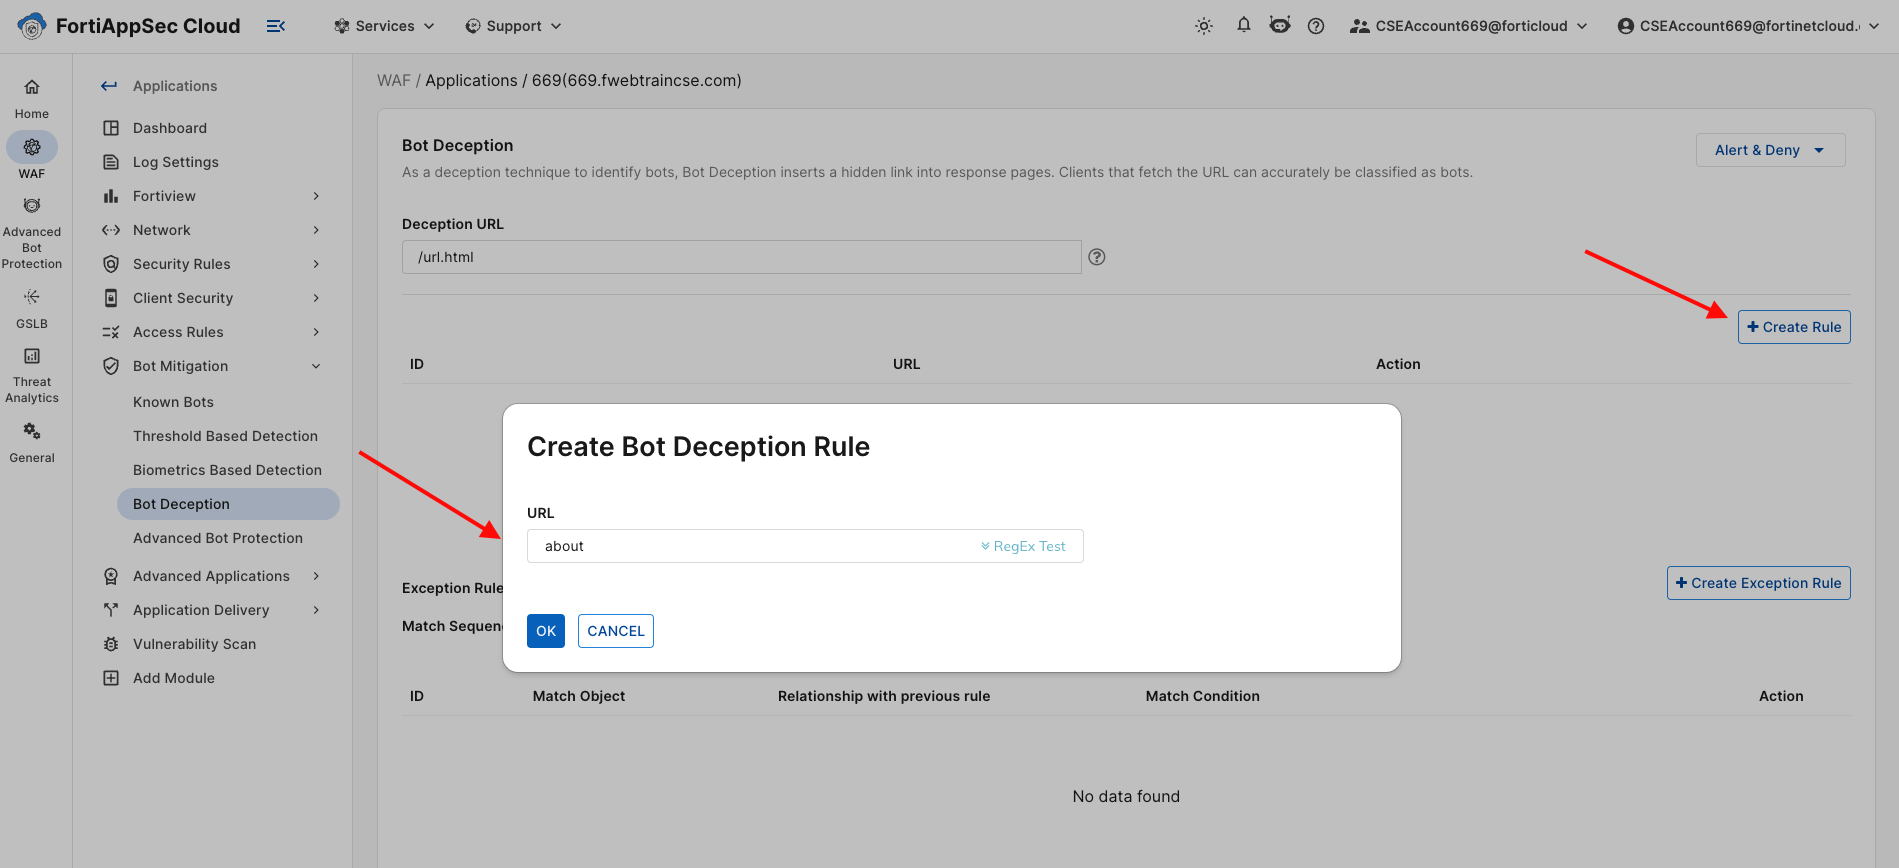 FortiAppSec Cloud
Services
Support
CSEAccount669@forticloud
CSEAccount669@fortinetcloud.
Home
WAF
Advanced
Bot
Protection
GSLB
Threat
Analytics
General
Applications
Dashboard
Log Settings
Fortiview
Network
Security Rules
Client Security
Access Rules
Bot Mitigation
Known Bots
Threshold Based Detection
Biometrics Based Detection
Bot Deception
Advanced Bot Protection
Advanced Applications
Application Delivery
Vulnerability Scan
Add Module
WAF / Applications / 669(669.fwebtraincse.com)
Bot Deception
Alert & Deny
As a deception technique to identify bots, Bot Deception inserts a hidden link into response pages. Clients that fetch the URL can accurately be classified as bots.
Deception URL
/url.html
Create Rule
ID URL Action
Create Bot Deception Rule
URL
about RegEx Test
OK CANCEL
Exception Rule
Create Exception Rule
Match Sequen
ID Match Object Relationship with previous rule Match Condition Action
No data found